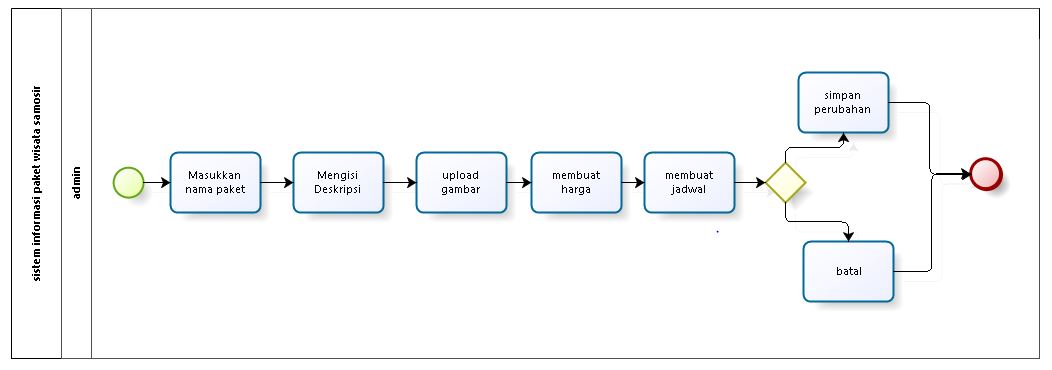 sistem informasi paket wisata samosir
admin
Masukkan
nama paket
Mengisi
Deskripsi
upload
gambar
membuat
harga
membuat
jadwal
simpan
perubahan
batal